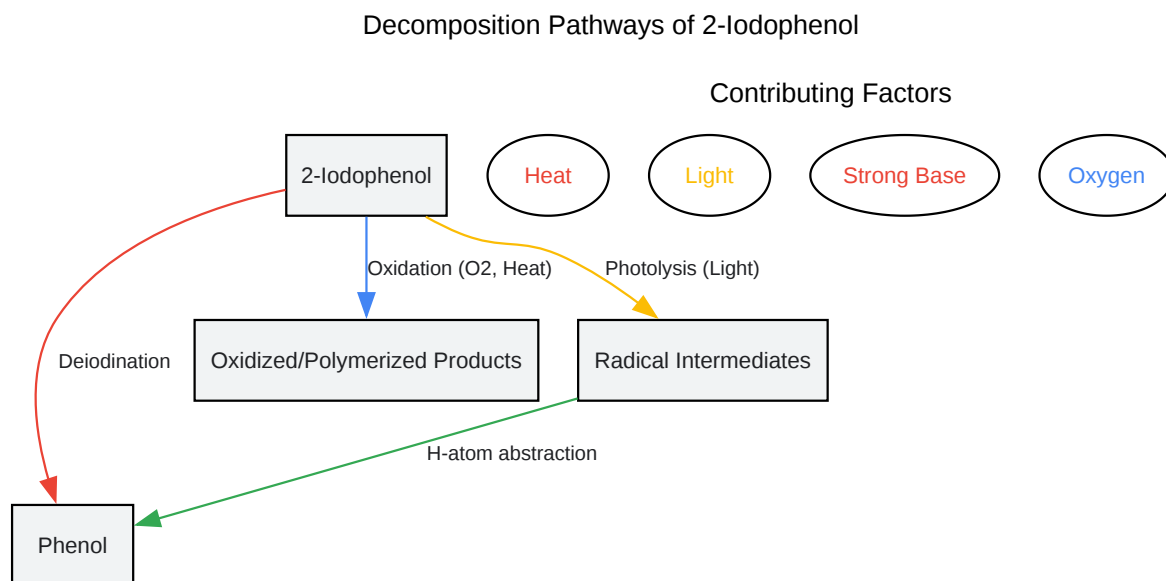 Decomposition Pathways of 2-Iodophenol
Contributing Factors
2-Iodophenol
Heat
Light
Strong Base
Oxygen
Oxidation (O2, Heat)
Photolysis (Light)
Deiodination
Oxidized/Polymerized Products
Radical Intermediates
H-atom abstraction
Phenol